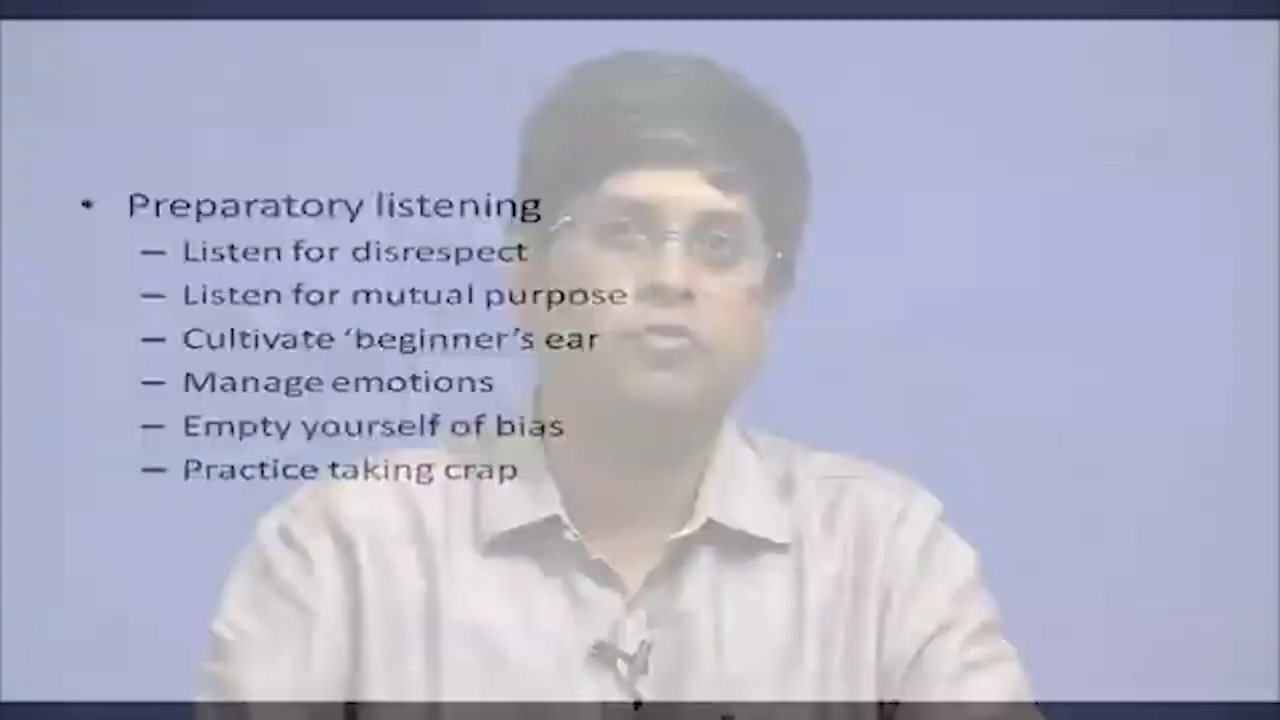 • Preparatory listening
– Listen for disrespect
– Listen for mutual purpose
– Cultivate ‘beginner’s ear
– Manage emotions
– Empty yourself of bias
– Practice taking crap